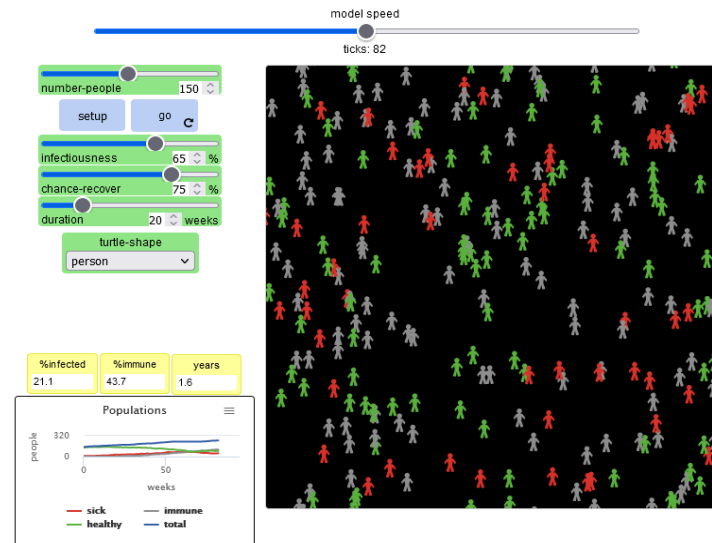 model speed
ticks: 82
number-people 150
setup go
infectiousness 65 %
chance-recover 75 %
duration 20 weeks
turtle-shape
person
%infected %immune years
21.1 43.7 1.6
Populations
people
320
0
0 50
weeks
sick immune
healthy total